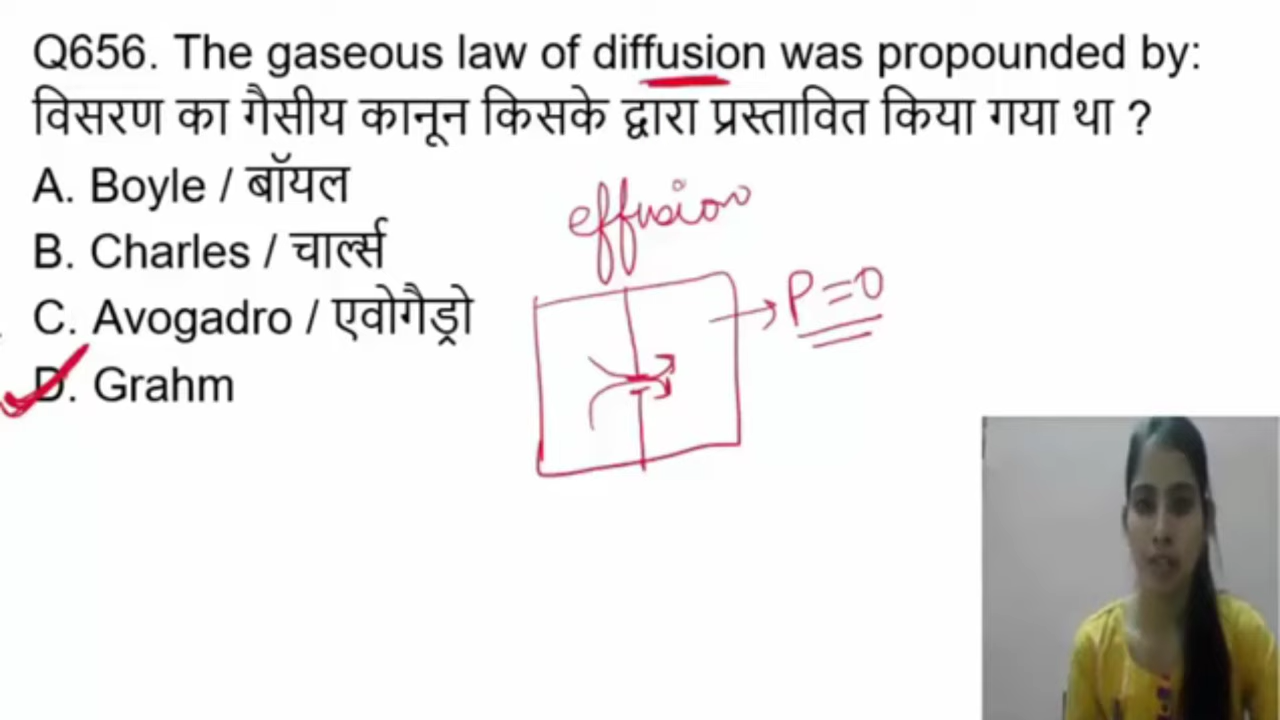 Q656. The gaseous law of diffusion was propounded by:
विसरण का गैसीय कानून किसके द्वारा प्रस्तावित किया गया था ?
A. Boyle / बॉयल
B. Charles / चार्ल्स
C. Avogadro / एवोगैड्रो
D. Grahm
effusion
P=0